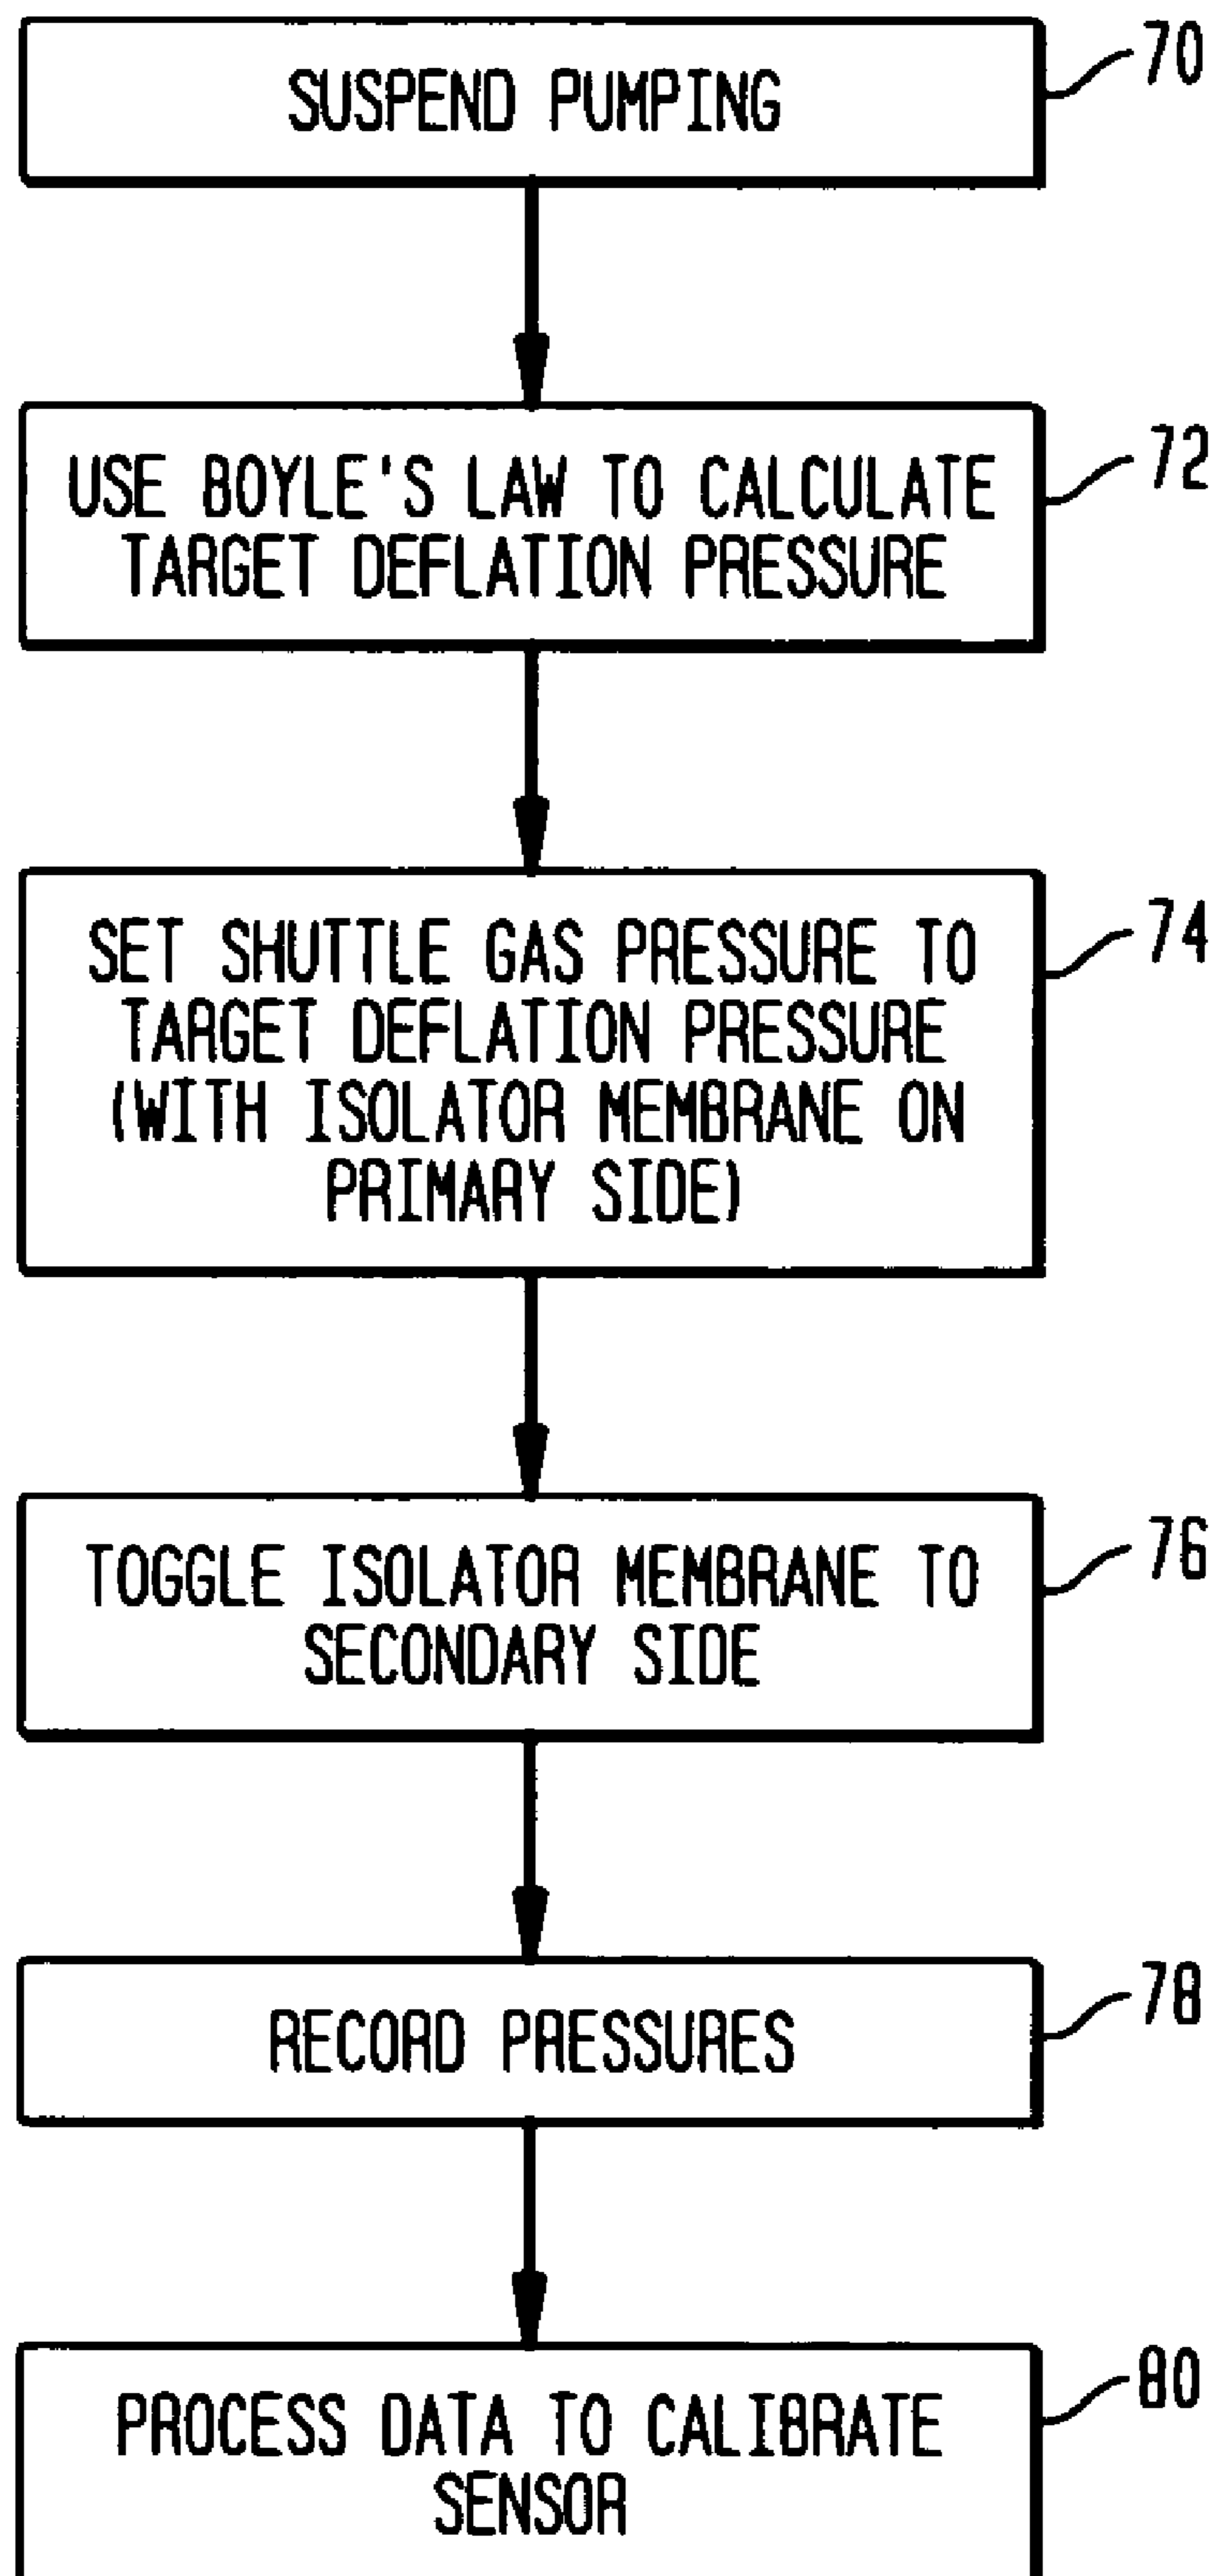 SUSPEND PUMPING
70
USE BOYLE'S LAW TO CALCULATE
TARGET DEFLATION PRESSURE
72
SET SHUTTLE GAS PRESSURE TO
TARGET DEFLATION PRESSURE
(WITH ISOLATOR MEMBRANE ON
PRIMARY SIDE)
74
TOGGLE ISOLATOR MEMBRANE TO
SECONDARY SIDE
76
RECORD PRESSURES
78
PROCESS DATA TO CALIBRATE
SENSOR
80